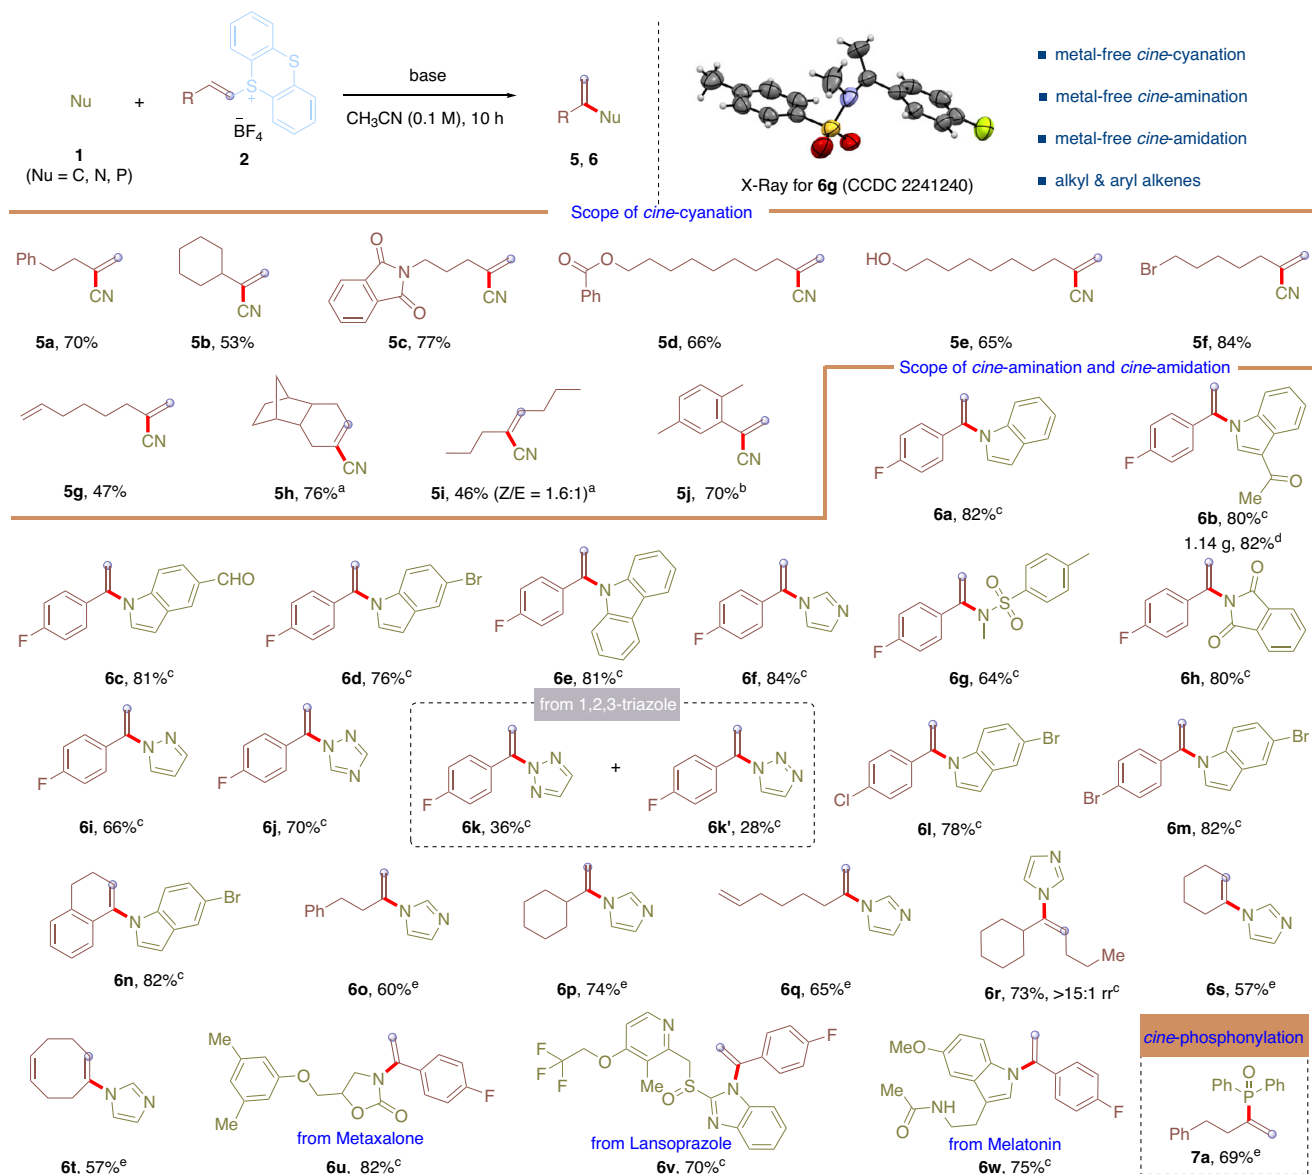 Nu + R S S+ BF4 −
base
CH3CN (0.1 M), 10 h
R Nu
1 2 5, 6
(Nu = C, N, P)
X-Ray for 6g (CCDC 2241240)
■ metal-free cine-cyanation
■ metal-free cine-amination
■ metal-free cine-amidation
■ alkyl & aryl alkenes
Scope of cine-cyanation
Ph CN
5a, 70%
CN
5b, 53%
O N O CN
5c, 77%
O O Ph CN
5d, 66%
HO CN
5e, 65%
Br CN
5f, 84%
Scope of cine-amination and cine-amidation
CN
5g, 47%
CN
5h, 76%a
CN
5i, 46% (Z/E = 1.6:1)a
CN
5j, 70%b
F N
6a, 82%c
F N O Me
6b, 80%c
1.14 g, 82%d
F N CHO
6c, 81%c
F N Br
6d, 76%c
F N
6e, 81%c
F N N
6f, 84%c
F N S O O
6g, 64%c
F N O O
6h, 80%c
from 1,2,3-triazole
F N N
6i, 66%c
F N N N
6j, 70%c
F N N N
6k, 36%c
+
F N N N
6k', 28%c
Cl N Br
6l, 78%c
Br N Br
6m, 82%c
N Br
6n, 82%c
Ph N N
6o, 60%e
N N
6p, 74%e
N N
6q, 65%e
N N Me
6r, 73%, >15:1 rrc
N N
6s, 57%e
N N
6t, 57%e
Me Me O N O O F
from Metaxalone
6u, 82%c
F F F O N Me S O N N F
from Lansoprazole
6v, 70%c
MeO N F Me NH O
from Melatonin
6w, 75%c
cine-phosphonylation
O Ph P Ph Ph
7a, 69%e